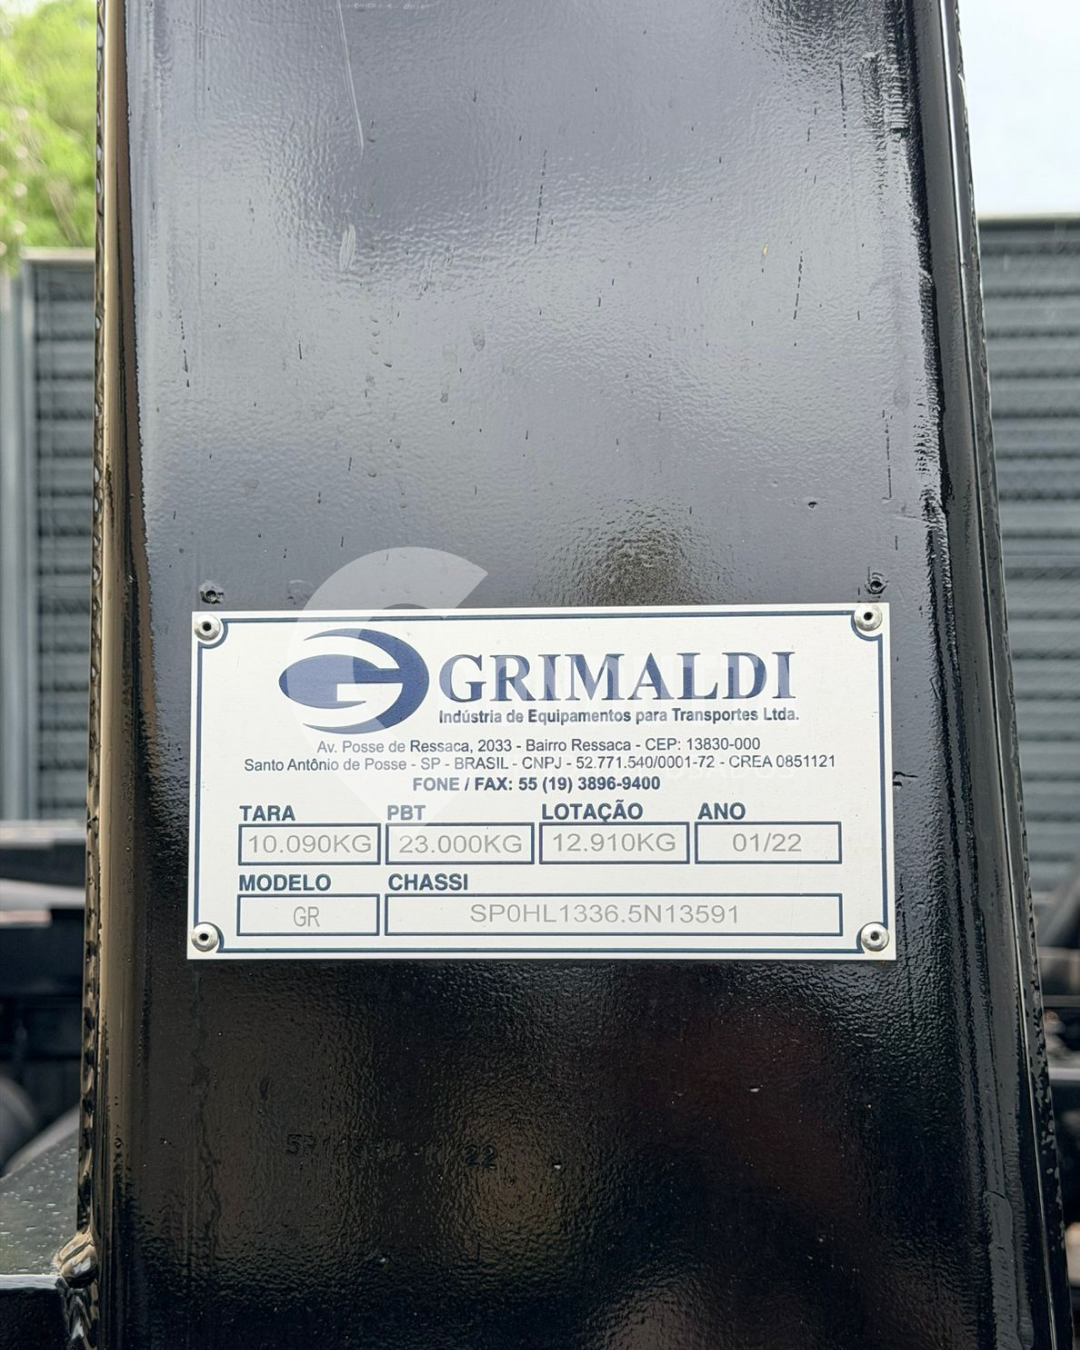 GRIMALDI
Indústria de Equipamentos para Transportes Ltda.
Av. Posse de Ressaca, 2033 - Bairro Ressaca - CEP: 13830-000
Santo Antônio de Posse - SP - BRASIL - CNPJ - 52.771.540/0001-72 - CREA 0851121
FONE / FAX: 55 (19) 3896-9400
TARA PBT LOTAÇÃO ANO
10.090KG 23.000KG 12.910KG 01/22
MODELO CHASSI
GR SP0HL1336.5N13591
22